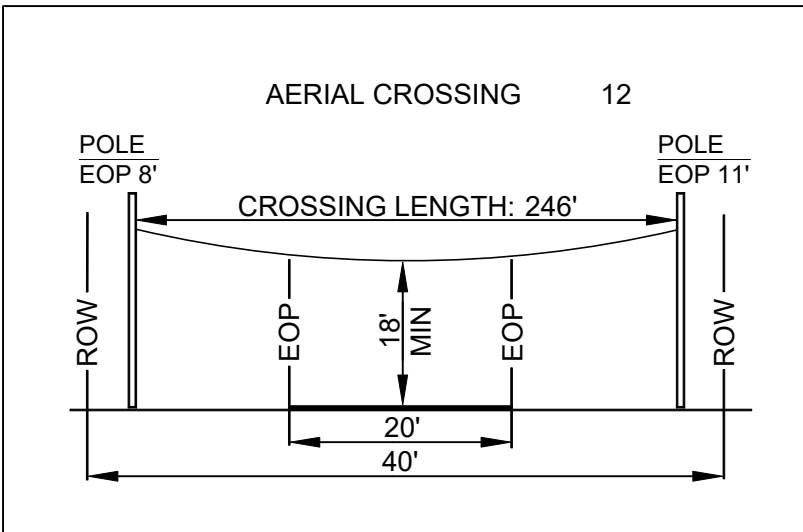 AERIAL CROSSING 12
POLE
EOP 8'
POLE
EOP 11'
CROSSING LENGTH: 246'
ROW
EOP
18'
MIN
EOP
ROW
20'
40'